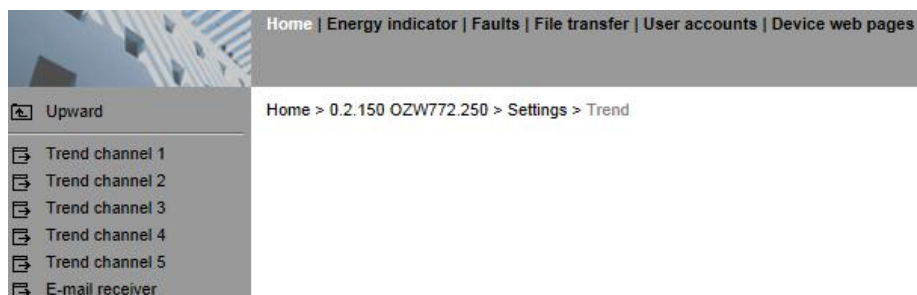 Home | Energy indicator | Faults | File transfer | User accounts | Device web pages
Upward
Home > 0.2.150 OZW772.250 > Settings > Trend
Trend channel 1
Trend channel 2
Trend channel 3
Trend channel 4
Trend channel 5
E-mail receiver